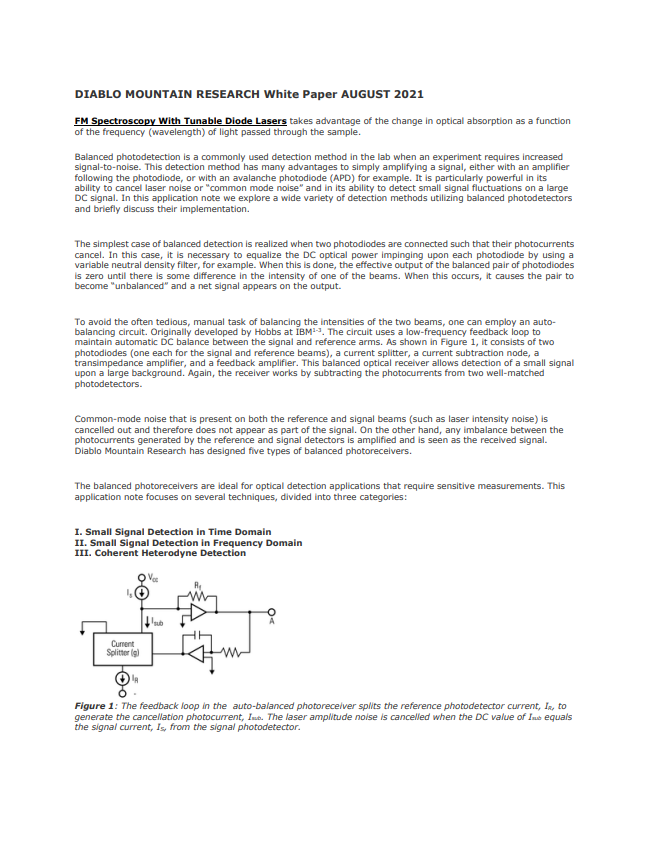 DIABLO MOUNTAIN RESEARCH White Paper AUGUST 2021
FM Spectroscopy With Tunable Diode Lasers takes advantage of the change in optical absorption as a function
of the frequency (wavelength) of light passed through the sample.
Balanced photodetection is a commonly used detection method in the lab when an experiment requires increased
signal-to-noise. This detection method has many advantages to simply amplifying a signal, either with an amplifier
following the photodiode, or with an avalanche photodiode (APD) for example. It is particularly powerful in its
ability to cancel laser noise or “common mode noise” and in its ability to detect small signal fluctuations on a large
DC signal. In this application note we explore a wide variety of detection methods utilizing balanced photodetectors
and briefly discuss their implementation.
The simplest case of balanced detection is realized when two photodiodes are connected such that their photocurrents
cancel. In this case, it is necessary to equalize the DC optical power impinging upon each photodiode by using a
variable neutral density filter, for example. When this is done, the effective output of the balanced pair of photodiodes
is zero until there is some difference in the intensity of one of the beams. When this occurs, it causes the pair to
become “unbalanced” and a net signal appears on the output.
To avoid the often tedious, manual task of balancing the intensities of the two beams, one can employ an auto-
balancing circuit. Originally developed by Hobbs at IBM¹⁻³. The circuit uses a low-frequency feedback loop to
maintain automatic DC balance between the signal and reference arms. As shown in Figure 1, it consists of two
photodiodes (one each for the signal and reference beams), a current splitter, a current subtraction node, a
transimpedance amplifier, and a feedback amplifier. This balanced optical receiver allows detection of a small signal
upon a large background. Again, the receiver works by subtracting the photocurrents from two well-matched
photodetectors.
Common-mode noise that is present on both the reference and signal beams (such as laser intensity noise) is
cancelled out and therefore does not appear as part of the signal. On the other hand, any imbalance between the
photocurrents generated by the reference and signal detectors is amplified and is seen as the received signal.
Diablo Mountain Research has designed five types of balanced photoreceivers.
The balanced photoreceivers are ideal for optical detection applications that require sensitive measurements. This
application note focuses on several techniques, divided into three categories:
I. Small Signal Detection in Time Domain
II. Small Signal Detection in Frequency Domain
III. Coherent Heterodyne Detection
Vcc
Is
Rf
Isub
A
Current
Splitter (g)
IR
Figure 1: The feedback loop in the auto-balanced photoreceiver splits the reference photodetector current, IR, to
generate the cancellation photocurrent, Isub. The laser amplitude noise is cancelled when the DC value of Isub equals
the signal current, IS, from the signal photodetector.